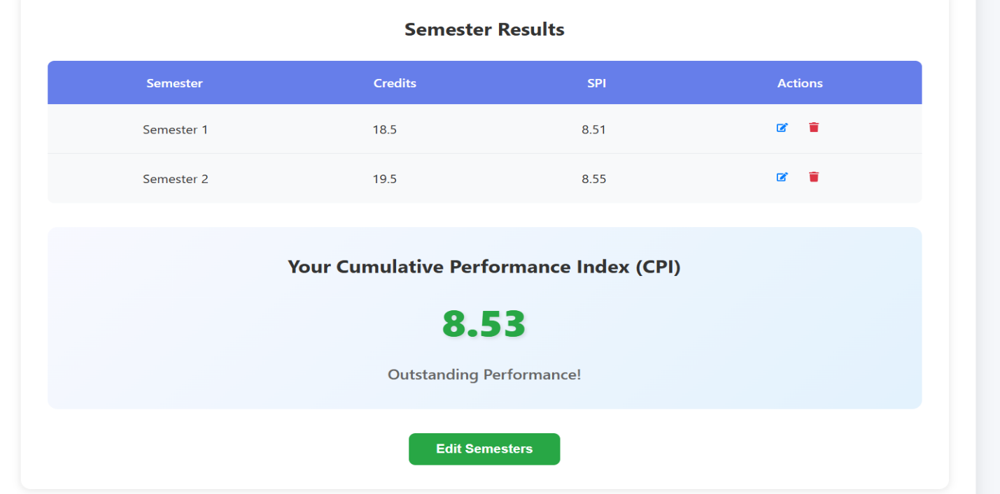 Semester Results
Semester Credits SPI Actions
Semester 1 18.5 8.51
Semester 2 19.5 8.55
Your Cumulative Performance Index (CPI)
8.53
Outstanding Performance!
Edit Semesters